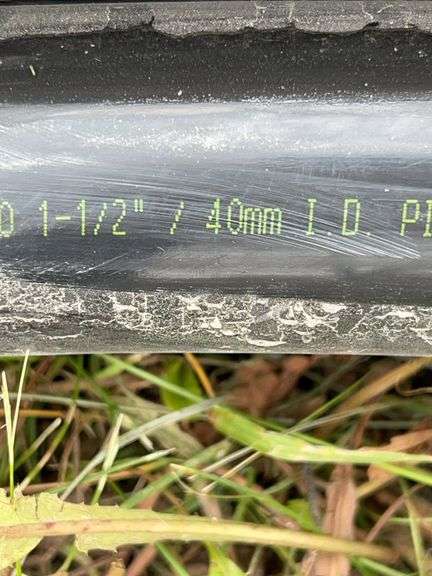 1-1/2" / 40mm I.D.